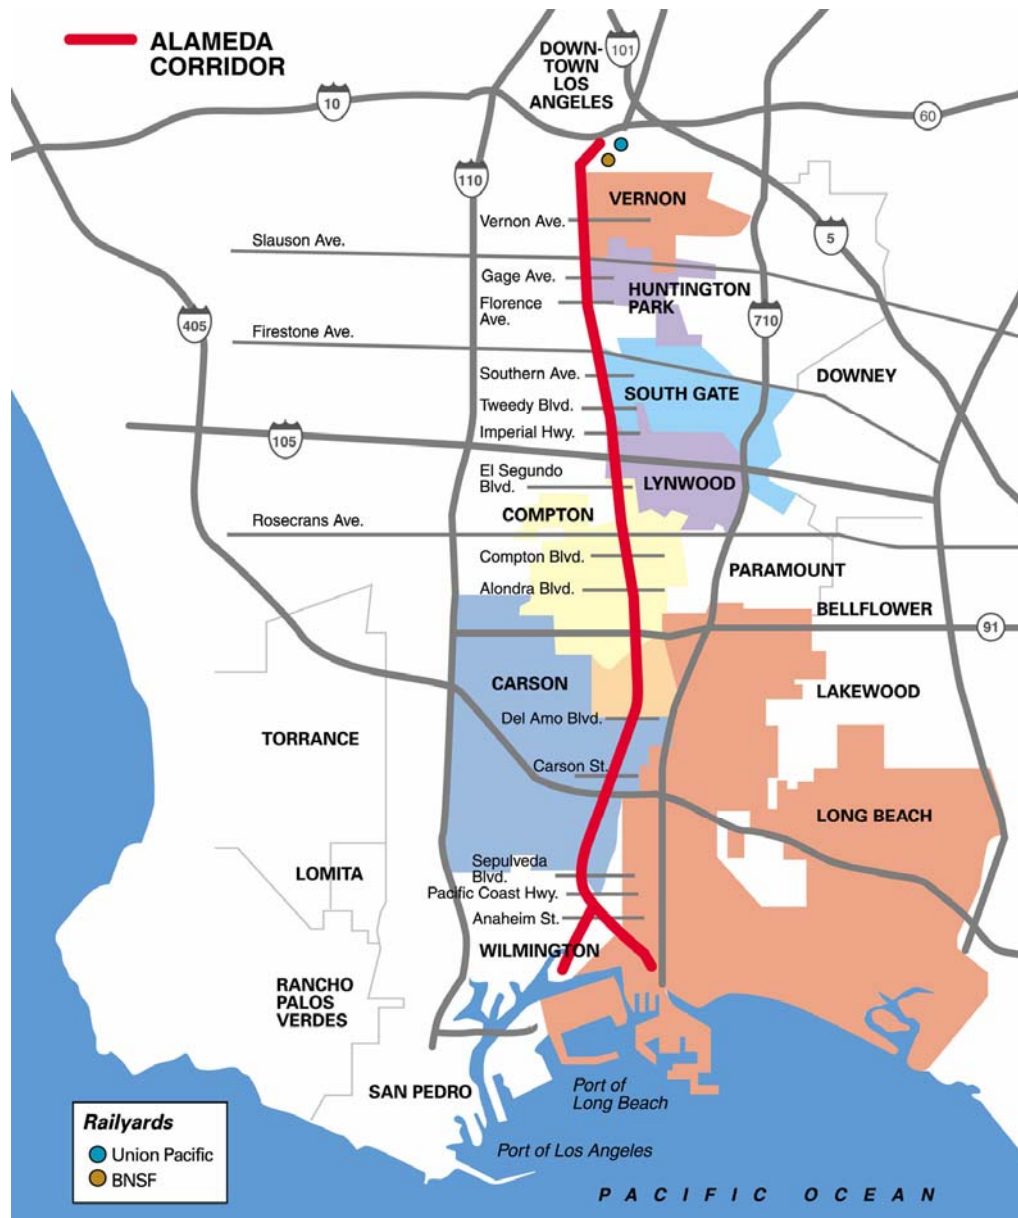 ALAMEDA
CORRIDOR
DOWN-
TOWN
LOS
ANGELES
101
10
60
110
VERNON
Vernon Ave.
5
Slauson Ave.
Gage Ave.
HUNTINGTON
PARK
Florence
Ave.
710
405
Firestone Ave.
Southern Ave.
DOWNEY
SOUTH GATE
Tweedy Blvd.
Imperial Hwy.
105
El Segundo
Blvd.
LYNWOOD
COMPTON
Rosecrans Ave.
Compton Blvd.
PARAMOUNT
Alondra Blvd.
BELLFLOWER
91
CARSON
LAKEWOOD
Del Amo Blvd.
TORRANCE
Carson St.
LONG BEACH
Sepulveda
Blvd.
LOMITA
Pacific Coast Hwy.
Anaheim St.
WILMINGTON
RANCHO
PALOS
VERDES
SAN PEDRO
Port of
Long Beach
Port of Los Angeles
PACIFIC OCEAN
Railyards
Union Pacific
BNSF